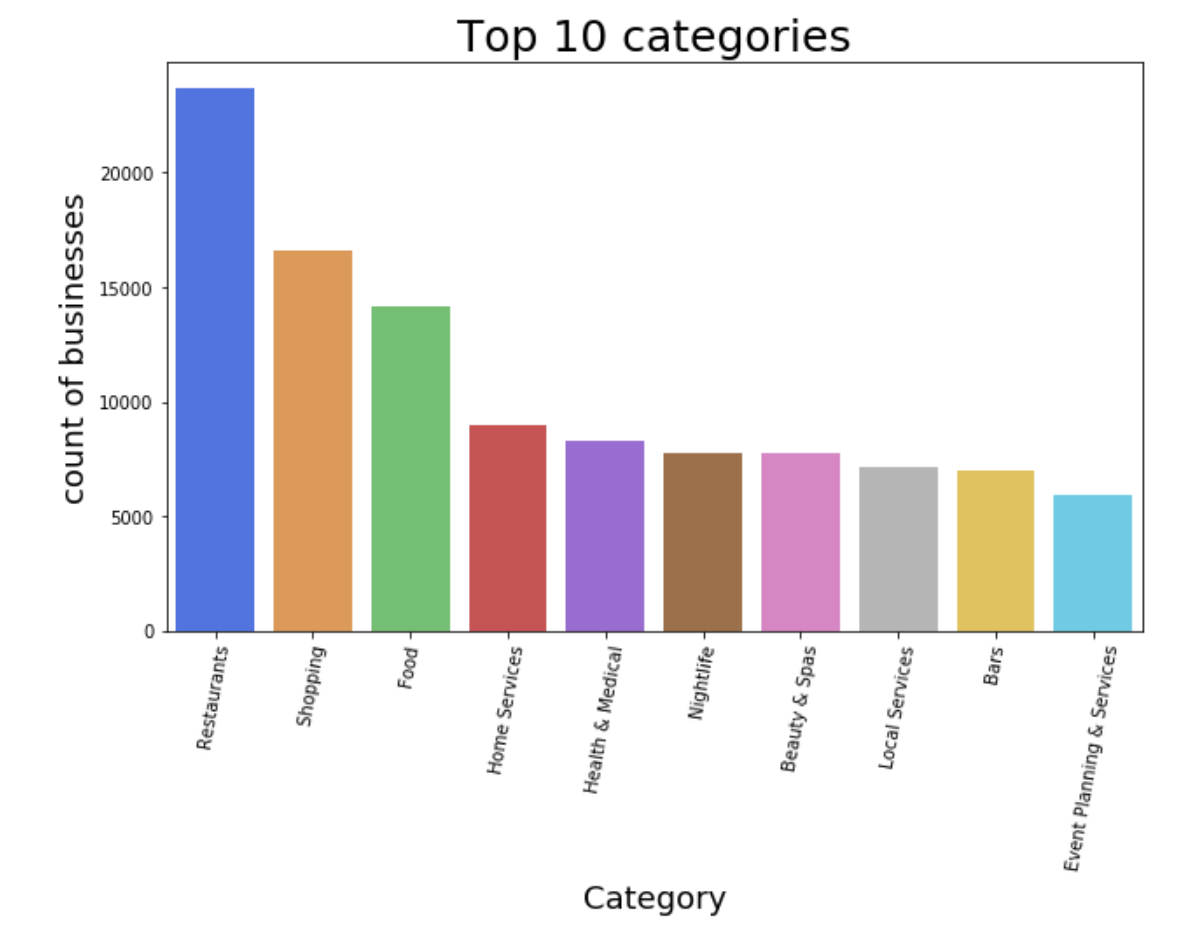 Top 10 categories
count of businesses
20000
15000
10000
5000
0
Restaurants
Shopping
Food
Home Services
Health & Medical
Nightlife
Beauty & Spas
Local Services
Bars
Event Planning & Services
Category